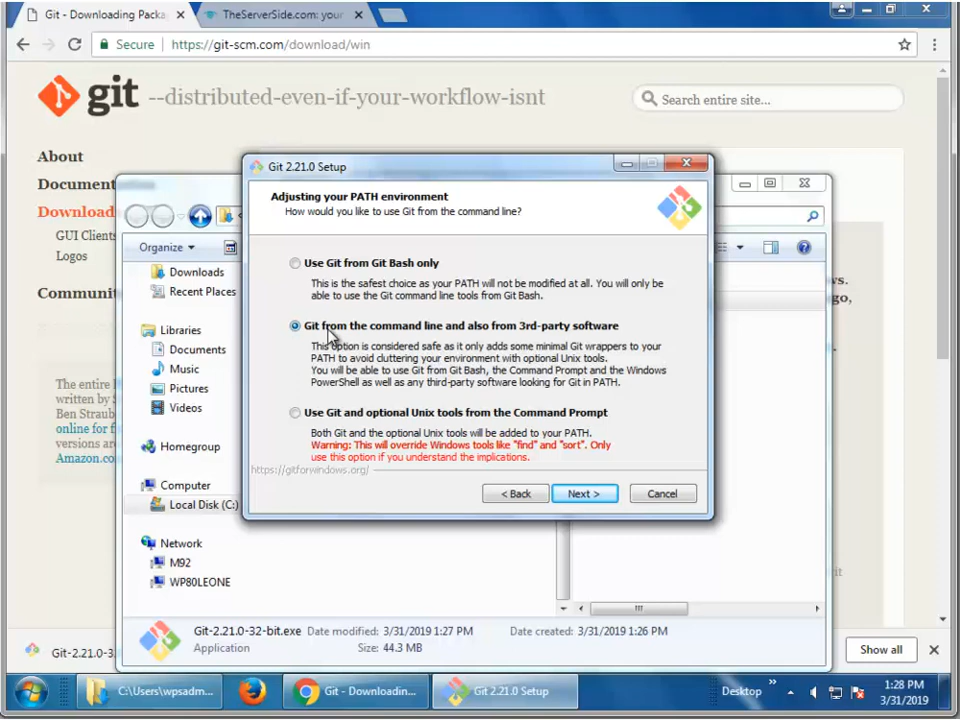 Git - Downloading Packa
TheServerSide.com: your
Secure
https://git-scm.com/download/win
git
--distributed-even-if-your-workflow-isnt
Search entire site...
About
Document
Download
GUI Clients
Logos
Communit
The entire
written by
Ben Straub
online for f
versions are
Amazon.com
Organize
Downloads
Recent Places
Libraries
Documents
Music
Pictures
Videos
Homegroup
Computer
Local Disk (C:)
Network
M92
WP80LEONE
Git 2.21.0 Setup
Adjusting your PATH environment
How would you like to use Git from the command line?
Use Git from Git Bash only
This is the safest choice as your PATH will not be modified at all. You will only be
able to use the Git command line tools from Git Bash.
Git from the command line and also from 3rd-party software
This option is considered safe as it only adds some minimal Git wrappers to your
PATH to avoid cluttering your environment with optional Unix tools.
You will be able to use Git from Git Bash, the Command Prompt and the Windows
PowerShell as well as any third-party software looking for Git in PATH.
Use Git and optional Unix tools from the Command Prompt
Both Git and the optional Unix tools will be added to your PATH.
Warning: This will override Windows tools like "find" and "sort". Only
use this option if you understand the implications.
https://gitforwindows.org/
< Back
Next >
Cancel
Git-2.21.0-32-bit.exe
Date modified: 3/31/2019 1:27 PM
Date created: 3/31/2019 1:26 PM
Application
Size: 44.3 MB
Git-2.21.0-3
Show all
C:\Users\wpsadm...
Git - Downloadin...
Git 2.21.0 Setup
Desktop
1:28 PM
3/31/2019